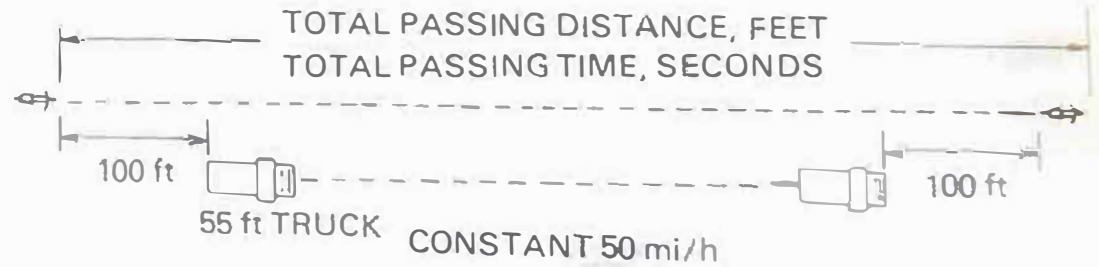 TOTAL PASSING DISTANCE, FEET
TOTAL PASSING TIME, SECONDS
100 ft
100 ft
55 ft TRUCK
CONSTANT 50 mi/h